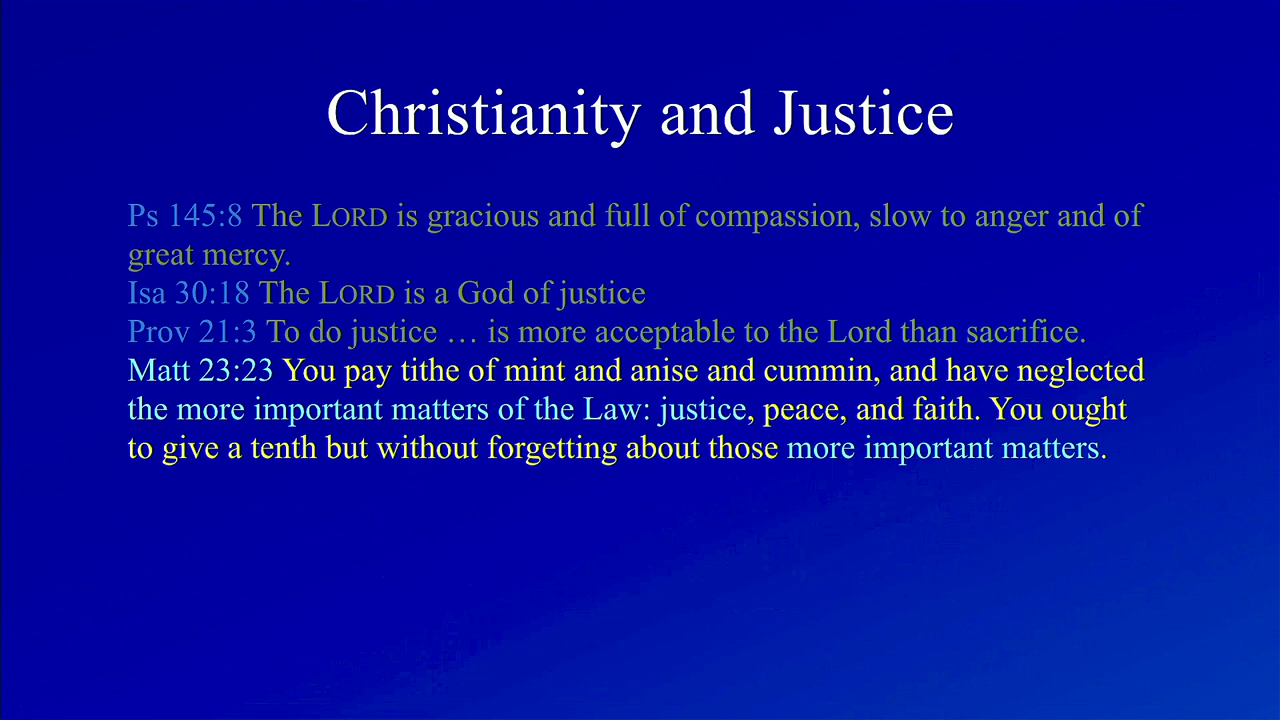 Christianity and Justice
Ps 145:8 The LORD is gracious and full of compassion, slow to anger and of
great mercy.
Isa 30:18 The LORD is a God of justice
Prov 21:3 To do justice … is more acceptable to the Lord than sacrifice.
Matt 23:23 You pay tithe of mint and anise and cummin, and have neglected
the more important matters of the Law: justice, peace, and faith. You ought
to give a tenth but without forgetting about those more important matters.